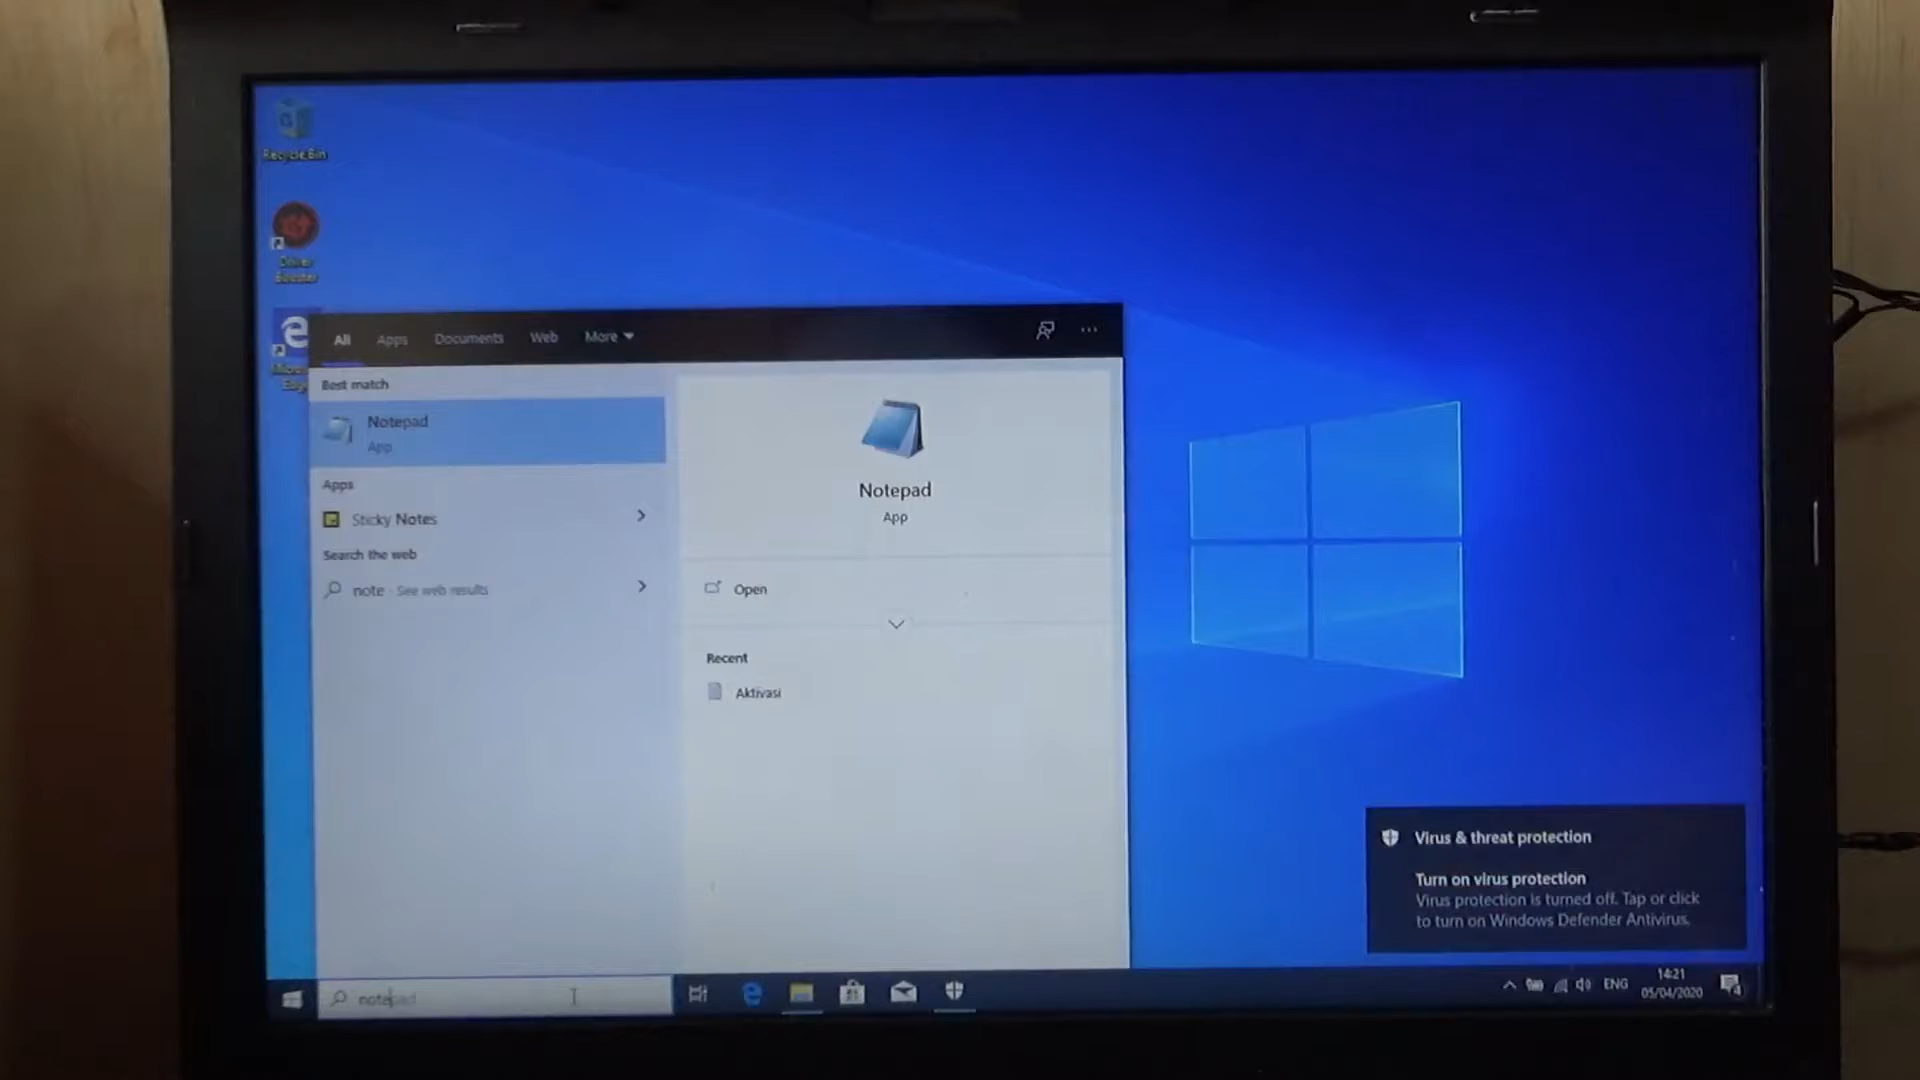 Recycle Bin
Driver
Booster
All Apps Documents Web More
Best match
Notepad
App
Apps
Sticky Notes
Search the web
note - See web results
Notepad
App
Open
Recent
Aktivasi
Virus & threat protection
Turn on virus protection
Virus protection is turned off. Tap or click
to turn on Windows Defender Antivirus.
notepad
ENG
14:21
05/04/2020